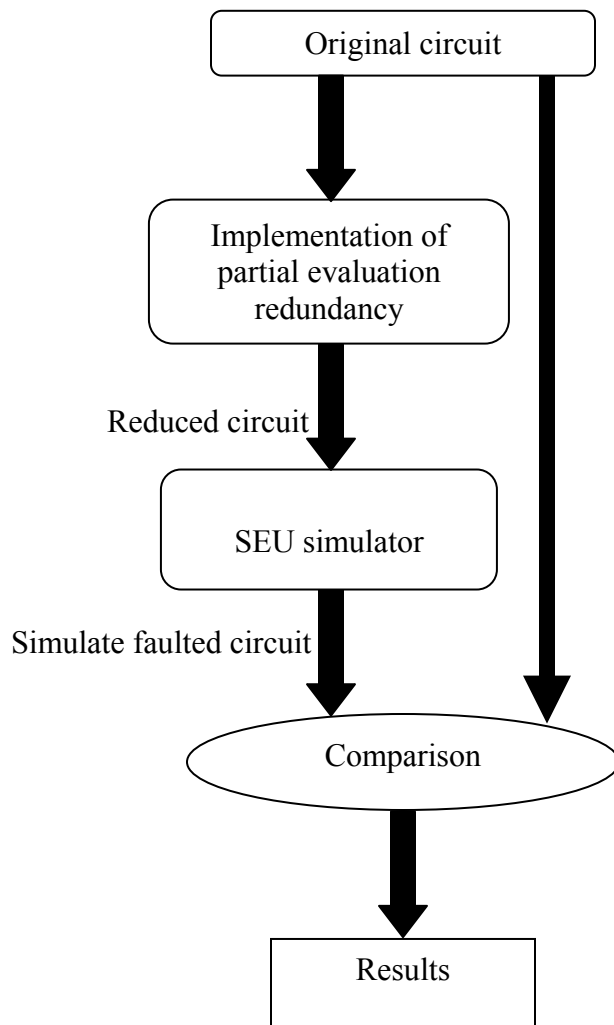 Original circuit
Implementation of
partial evaluation
redundancy
Reduced circuit
SEU simulator
Simulate faulted circuit
Comparison
Results